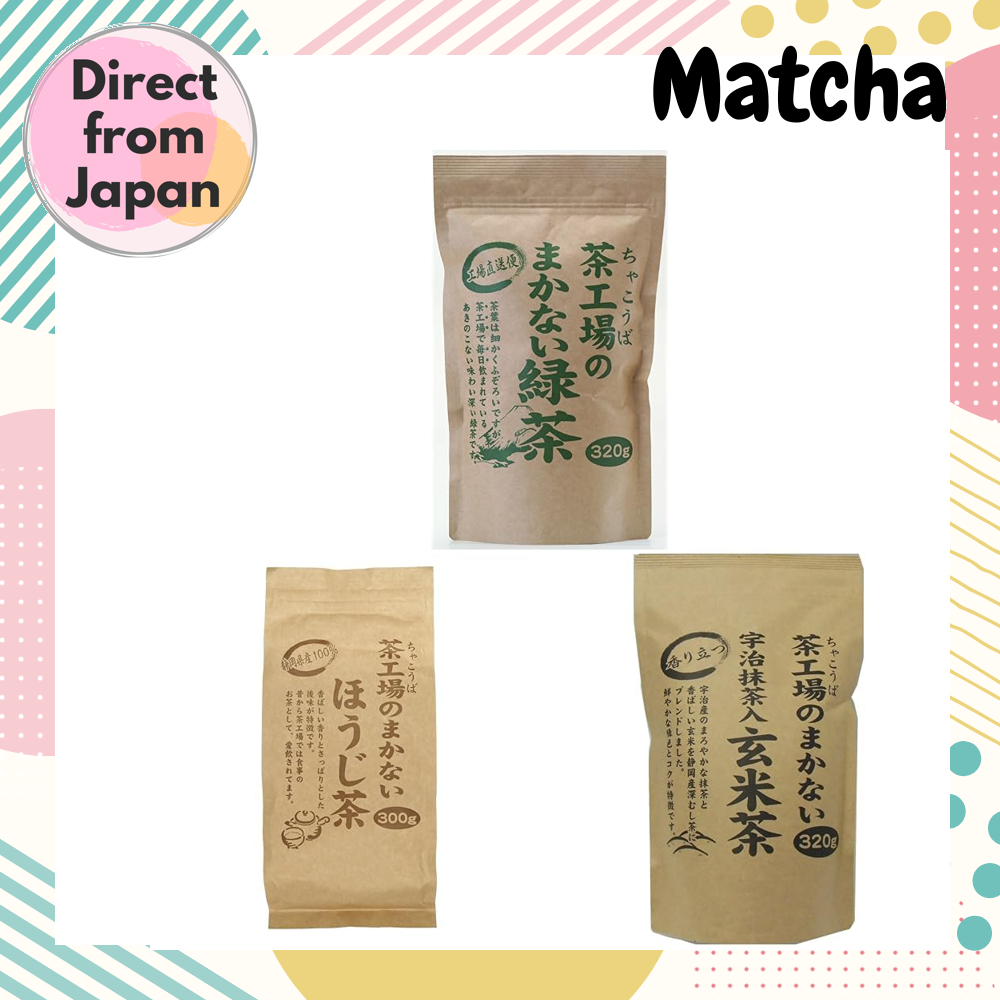 Direct
from
Japan
Matcha
ちゃこうば
茶工場の
まかない緑茶
工場直送便
茶葉は細かくふぞろいですが
茶工場で毎日飲まれている
あきのこない味わい深い緑茶です。
320g
ちゃこうば
茶工場のまかない
ほうじ茶
静岡県産100%
香ばしい香りとさっぱりとした
後味が特徴です。
昔から茶工場では食事の
お茶として、愛飲されてます。
300g
ちゃこうば
茶工場のまかない
宇治抹茶入玄米茶
香り立つ
宇治産のまろやかな抹茶と
香ばしい玄米を静岡産深むし茶に
ブレンドしました。
鮮やかな緑色とコクが特徴です。
320g